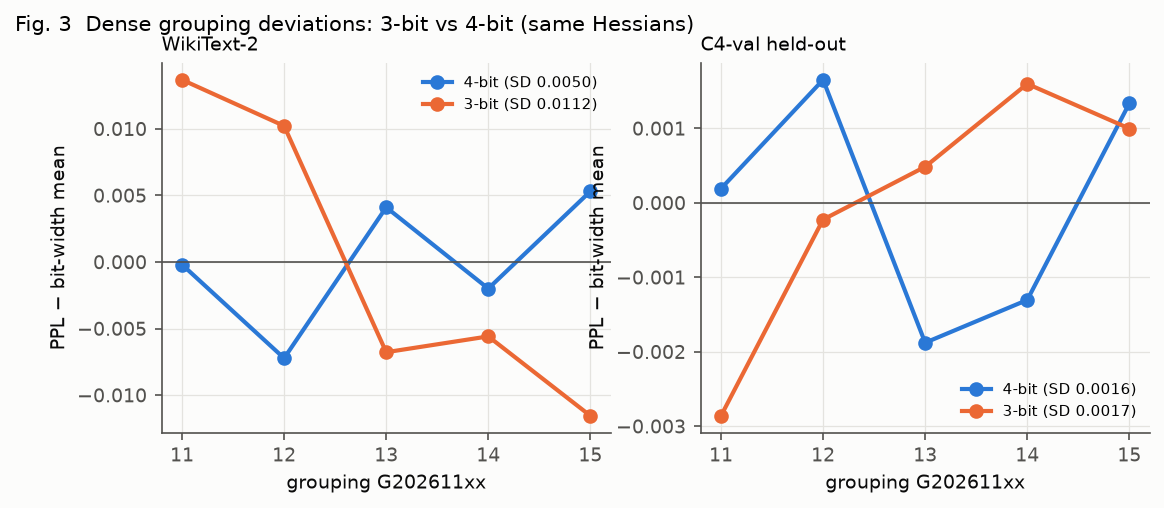 Fig. 3  Dense grouping deviations: 3-bit vs 4-bit (same Hessians)
WikiText-2
4-bit (SD 0.0050)
3-bit (SD 0.0112)
PPL − bit-width mean
0.010
0.005
0.000
−0.005
−0.010
11 12 13 14 15
grouping G202611xx
C4-val held-out
PPL − bit-width mean
0.001
0.000
−0.001
−0.002
−0.003
4-bit (SD 0.0016)
3-bit (SD 0.0017)
11 12 13 14 15
grouping G202611xx